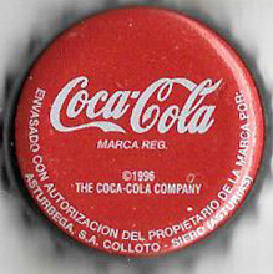 Coca-Cola
MARCA REG.
©1996
THE COCA-COLA COMPANY
ENVASADO CON AUTORIZACION DEL PROPIETARIO DE LA MARCA POR:
ASTURBEGA, S.A. COLLOTO - SIERO (ASTURIAS)